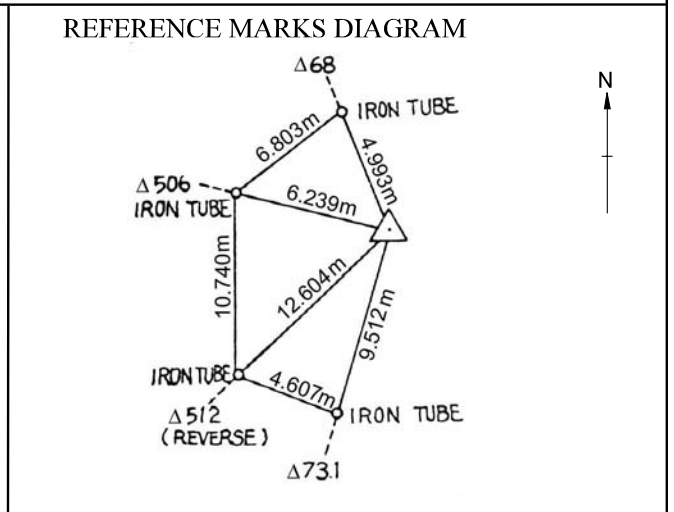 REFERENCE MARKS DIAGRAM
Δ68
N
IRON TUBE
6.803m
4.993m
Δ506
IRON TUBE
6.239m
10.740m
12.604m
9.512m
IRON TUBE
4.607m
Δ512
(REVERSE)
IRON TUBE
Δ73.1